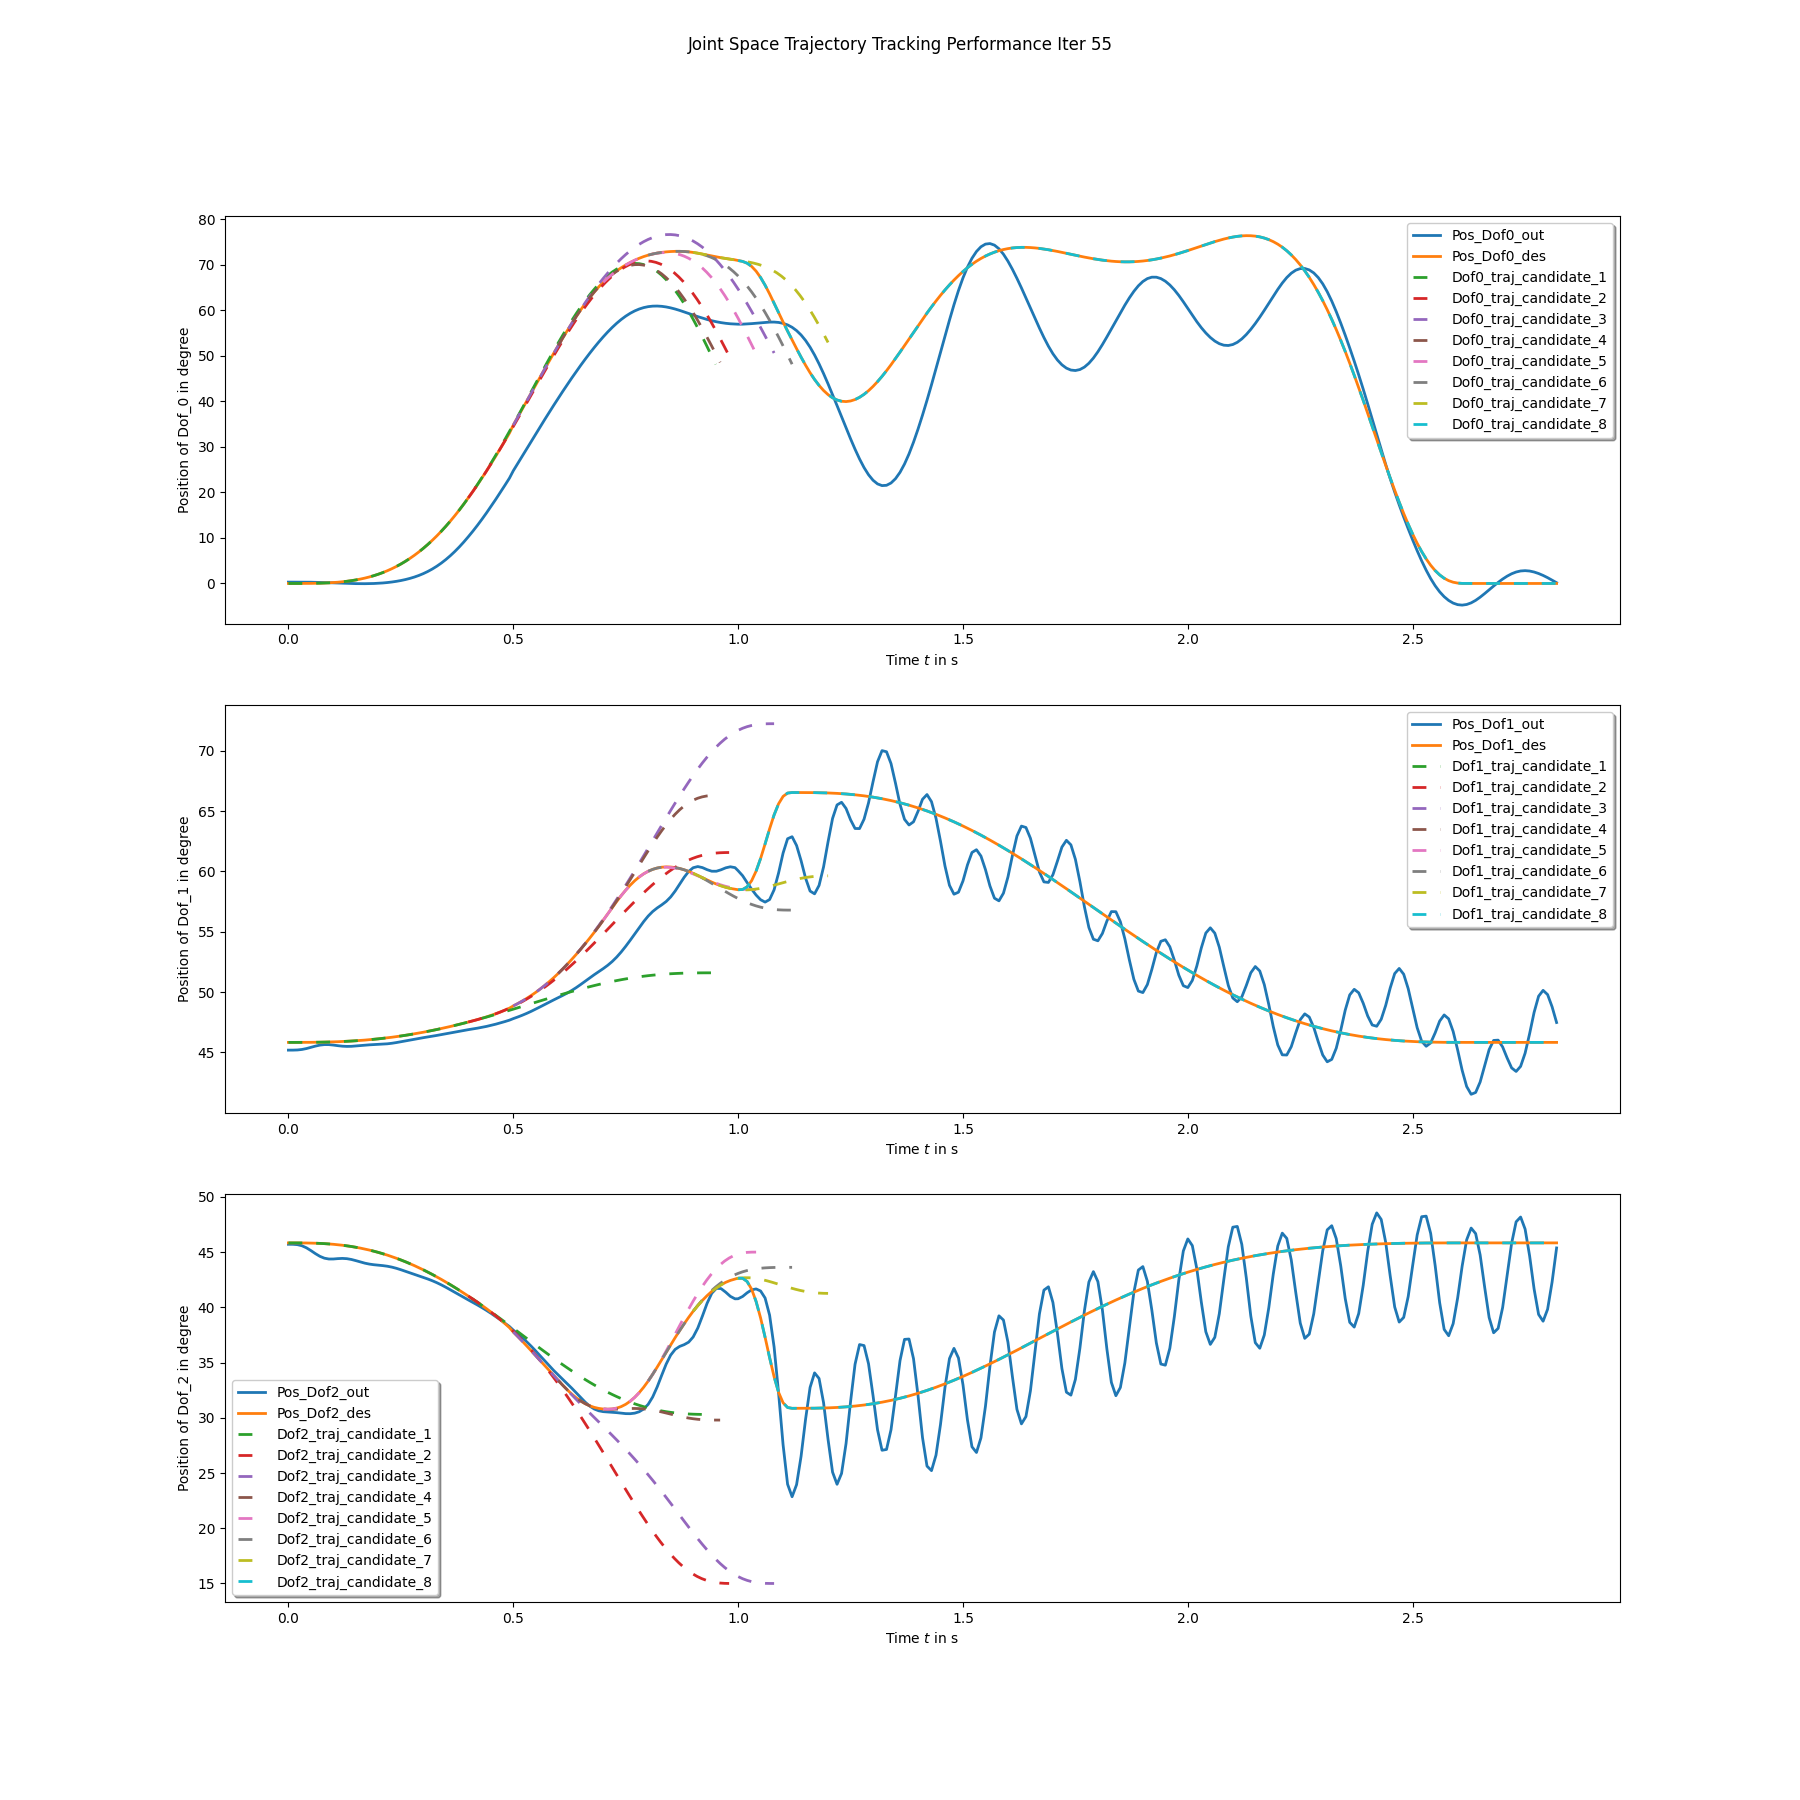 Joint Space Trajectory Tracking Performance Iter 55
Position of Dof_0 in degree
80
70
60
50
40
30
20
10
0
0.0 0.5 1.0 1.5 2.0 2.5
Time t in s
Pos_Dof0_out
Pos_Dof0_des
Dof0_traj_candidate_1
Dof0_traj_candidate_2
Dof0_traj_candidate_3
Dof0_traj_candidate_4
Dof0_traj_candidate_5
Dof0_traj_candidate_6
Dof0_traj_candidate_7
Dof0_traj_candidate_8
Position of Dof_1 in degree
70
65
60
55
50
45
0.0 0.5 1.0 1.5 2.0 2.5
Time t in s
Pos_Dof1_out
Pos_Dof1_des
Dof1_traj_candidate_1
Dof1_traj_candidate_2
Dof1_traj_candidate_3
Dof1_traj_candidate_4
Dof1_traj_candidate_5
Dof1_traj_candidate_6
Dof1_traj_candidate_7
Dof1_traj_candidate_8
Position of Dof_2 in degree
50
45
40
35
30
25
20
15
0.0 0.5 1.0 1.5 2.0 2.5
Time t in s
Pos_Dof2_out
Pos_Dof2_des
Dof2_traj_candidate_1
Dof2_traj_candidate_2
Dof2_traj_candidate_3
Dof2_traj_candidate_4
Dof2_traj_candidate_5
Dof2_traj_candidate_6
Dof2_traj_candidate_7
Dof2_traj_candidate_8